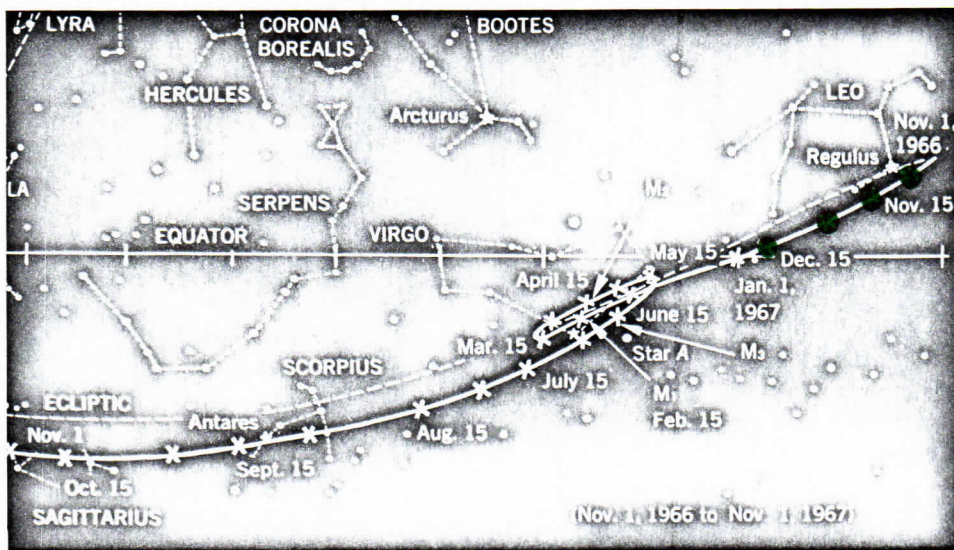 LYRA
CORONA
BOREALIS
BOOTES
HERCULES
Arcturus
LEO
Nov. 1,
1966
Regulus
LA
SERPENS
M₂
Nov. 15
EQUATOR
VIRGO
May 15
Dec. 15
April 15
Jan. 1,
1967
June 15
Mar. 15
Star A
M₃
SCORPIUS
July 15
M₁
Feb. 15
ECLIPTIC
Antares
Nov. 1
Aug. 15
Sept. 15
Oct. 15
SAGITTARIUS
(Nov. 1, 1966 to Nov. 1, 1967)